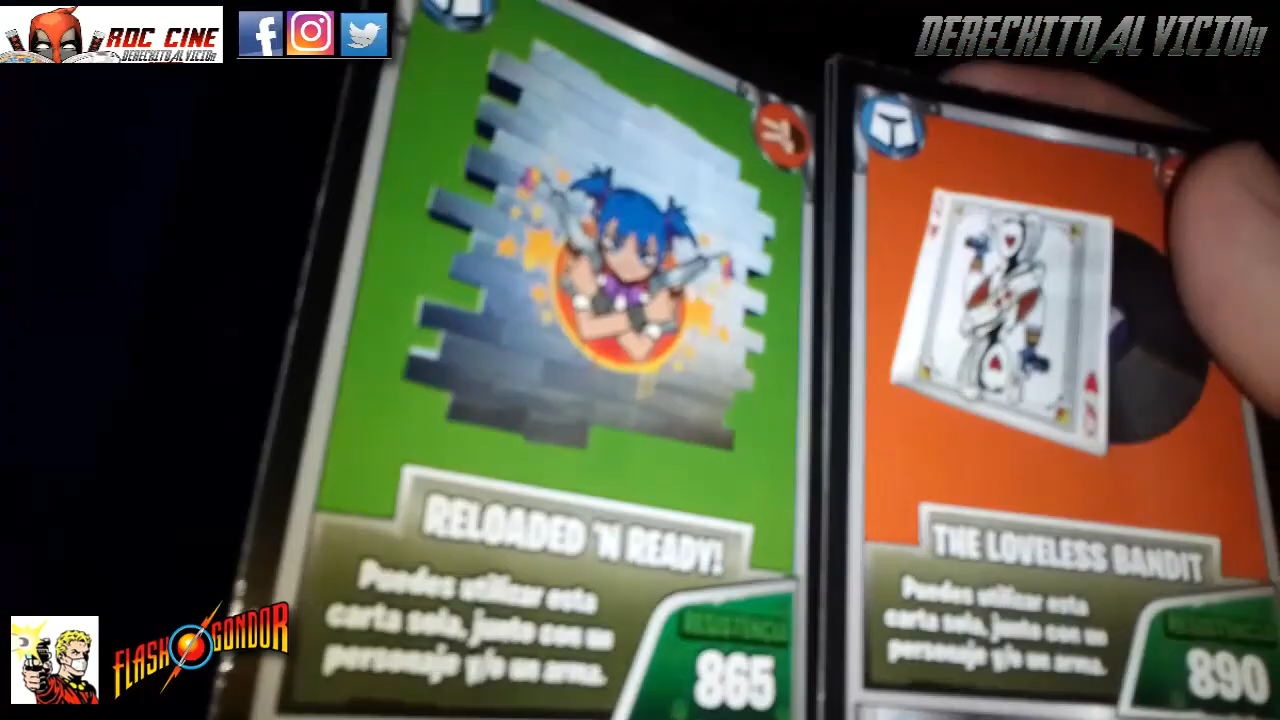 ROC CINE
DERECHITO AL VICIO!!
DERECHITO AL VICIO!!
RELOADED 'N READY!
Puedes utilizar esta
carta sola, junto con un
personaje y/o un arma.
RESISTENCIA
865
THE LOVELESS BANDIT
Puedes utilizar esta
carta sola, junto con un
personaje y/o un arma.
RESISTENCIA
890
FLASH GONDOR